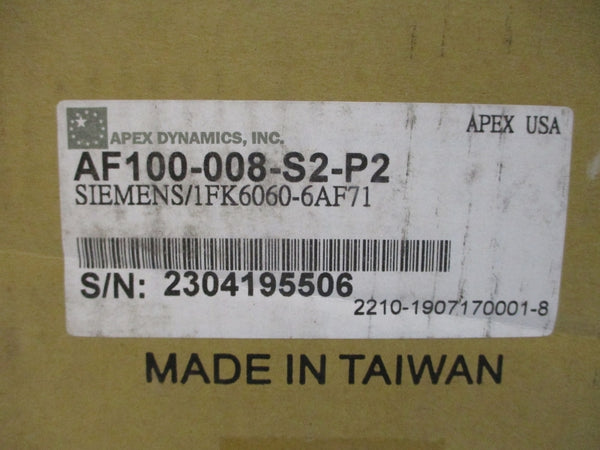 APEX DYNAMICS, INC.
APEX USA
AF100-008-S2-P2
SIEMENS/1FK6060-6AF71
S/N: 2304195506
2210-1907170001-8
MADE IN TAIWAN